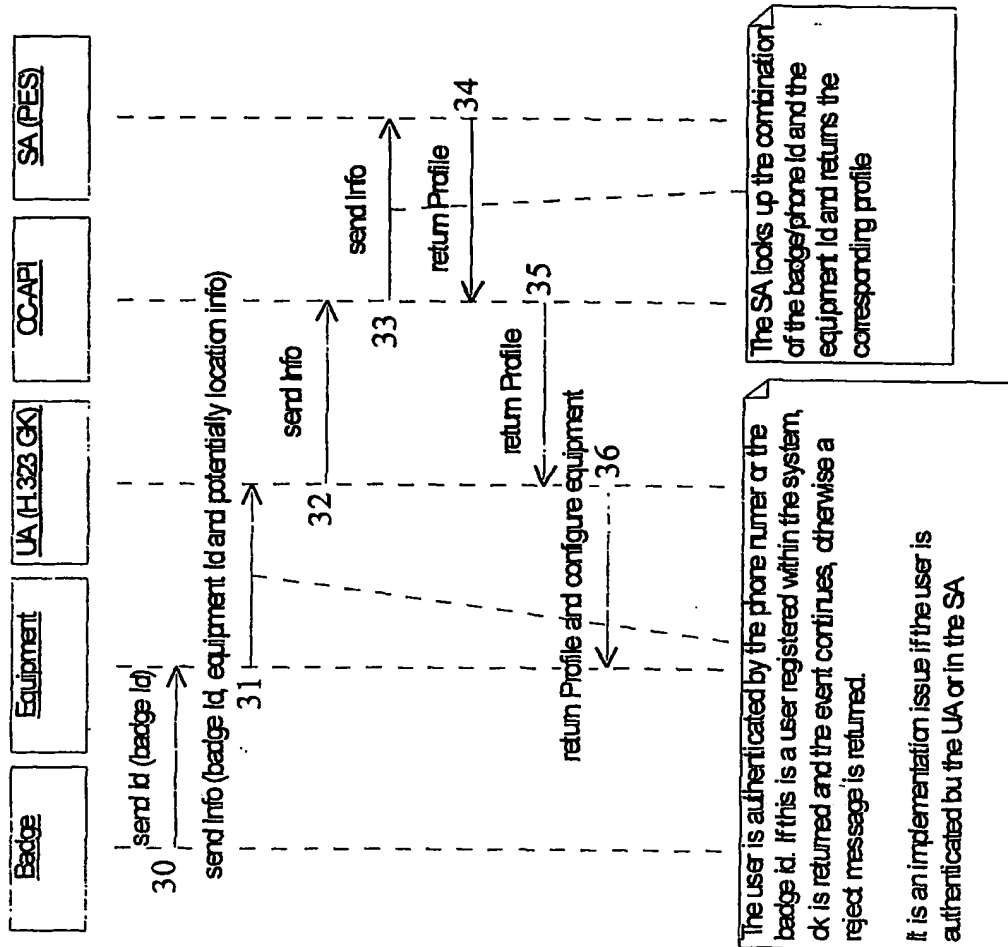 Badge
Equipment
UA (H.323 GK)
CC-API
SA (PES)
send Id (badge Id)
30
send Info (badge Id, equipment Id and potentially location info)
31
send Info
32
send Info
33
return Profile
34
return Profile
35
return Profile and configure equipment
36
The user is authenticated by the phone numer or the
badge id. If this is a user registered within the system,
ok is returned and the event continues, otherwise a
reject message is returned.
It is an implementation issue if the user is
authenticated bu the UA or in the SA
The SA looks up the combination
of the badge/phone Id and the
equipment Id and returns the
corresponding profile